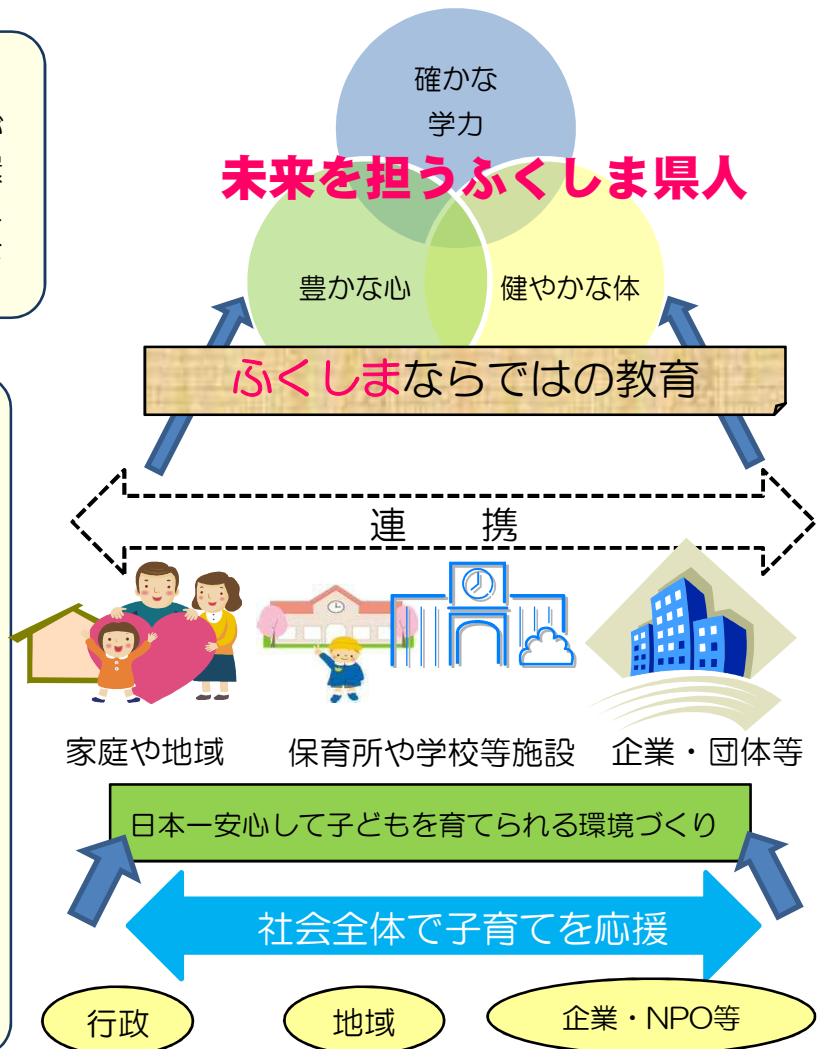 確かな
学力
未来を担うふくしま県人
豊かな心
健やかな体
ふくしまならではの教育
連　携
家庭や地域
保育所や学校等施設
企業・団体等
日本一安心して子どもを育てられる環境づくり
社会全体で子育てを応援
行政
地域
企業・NPO等